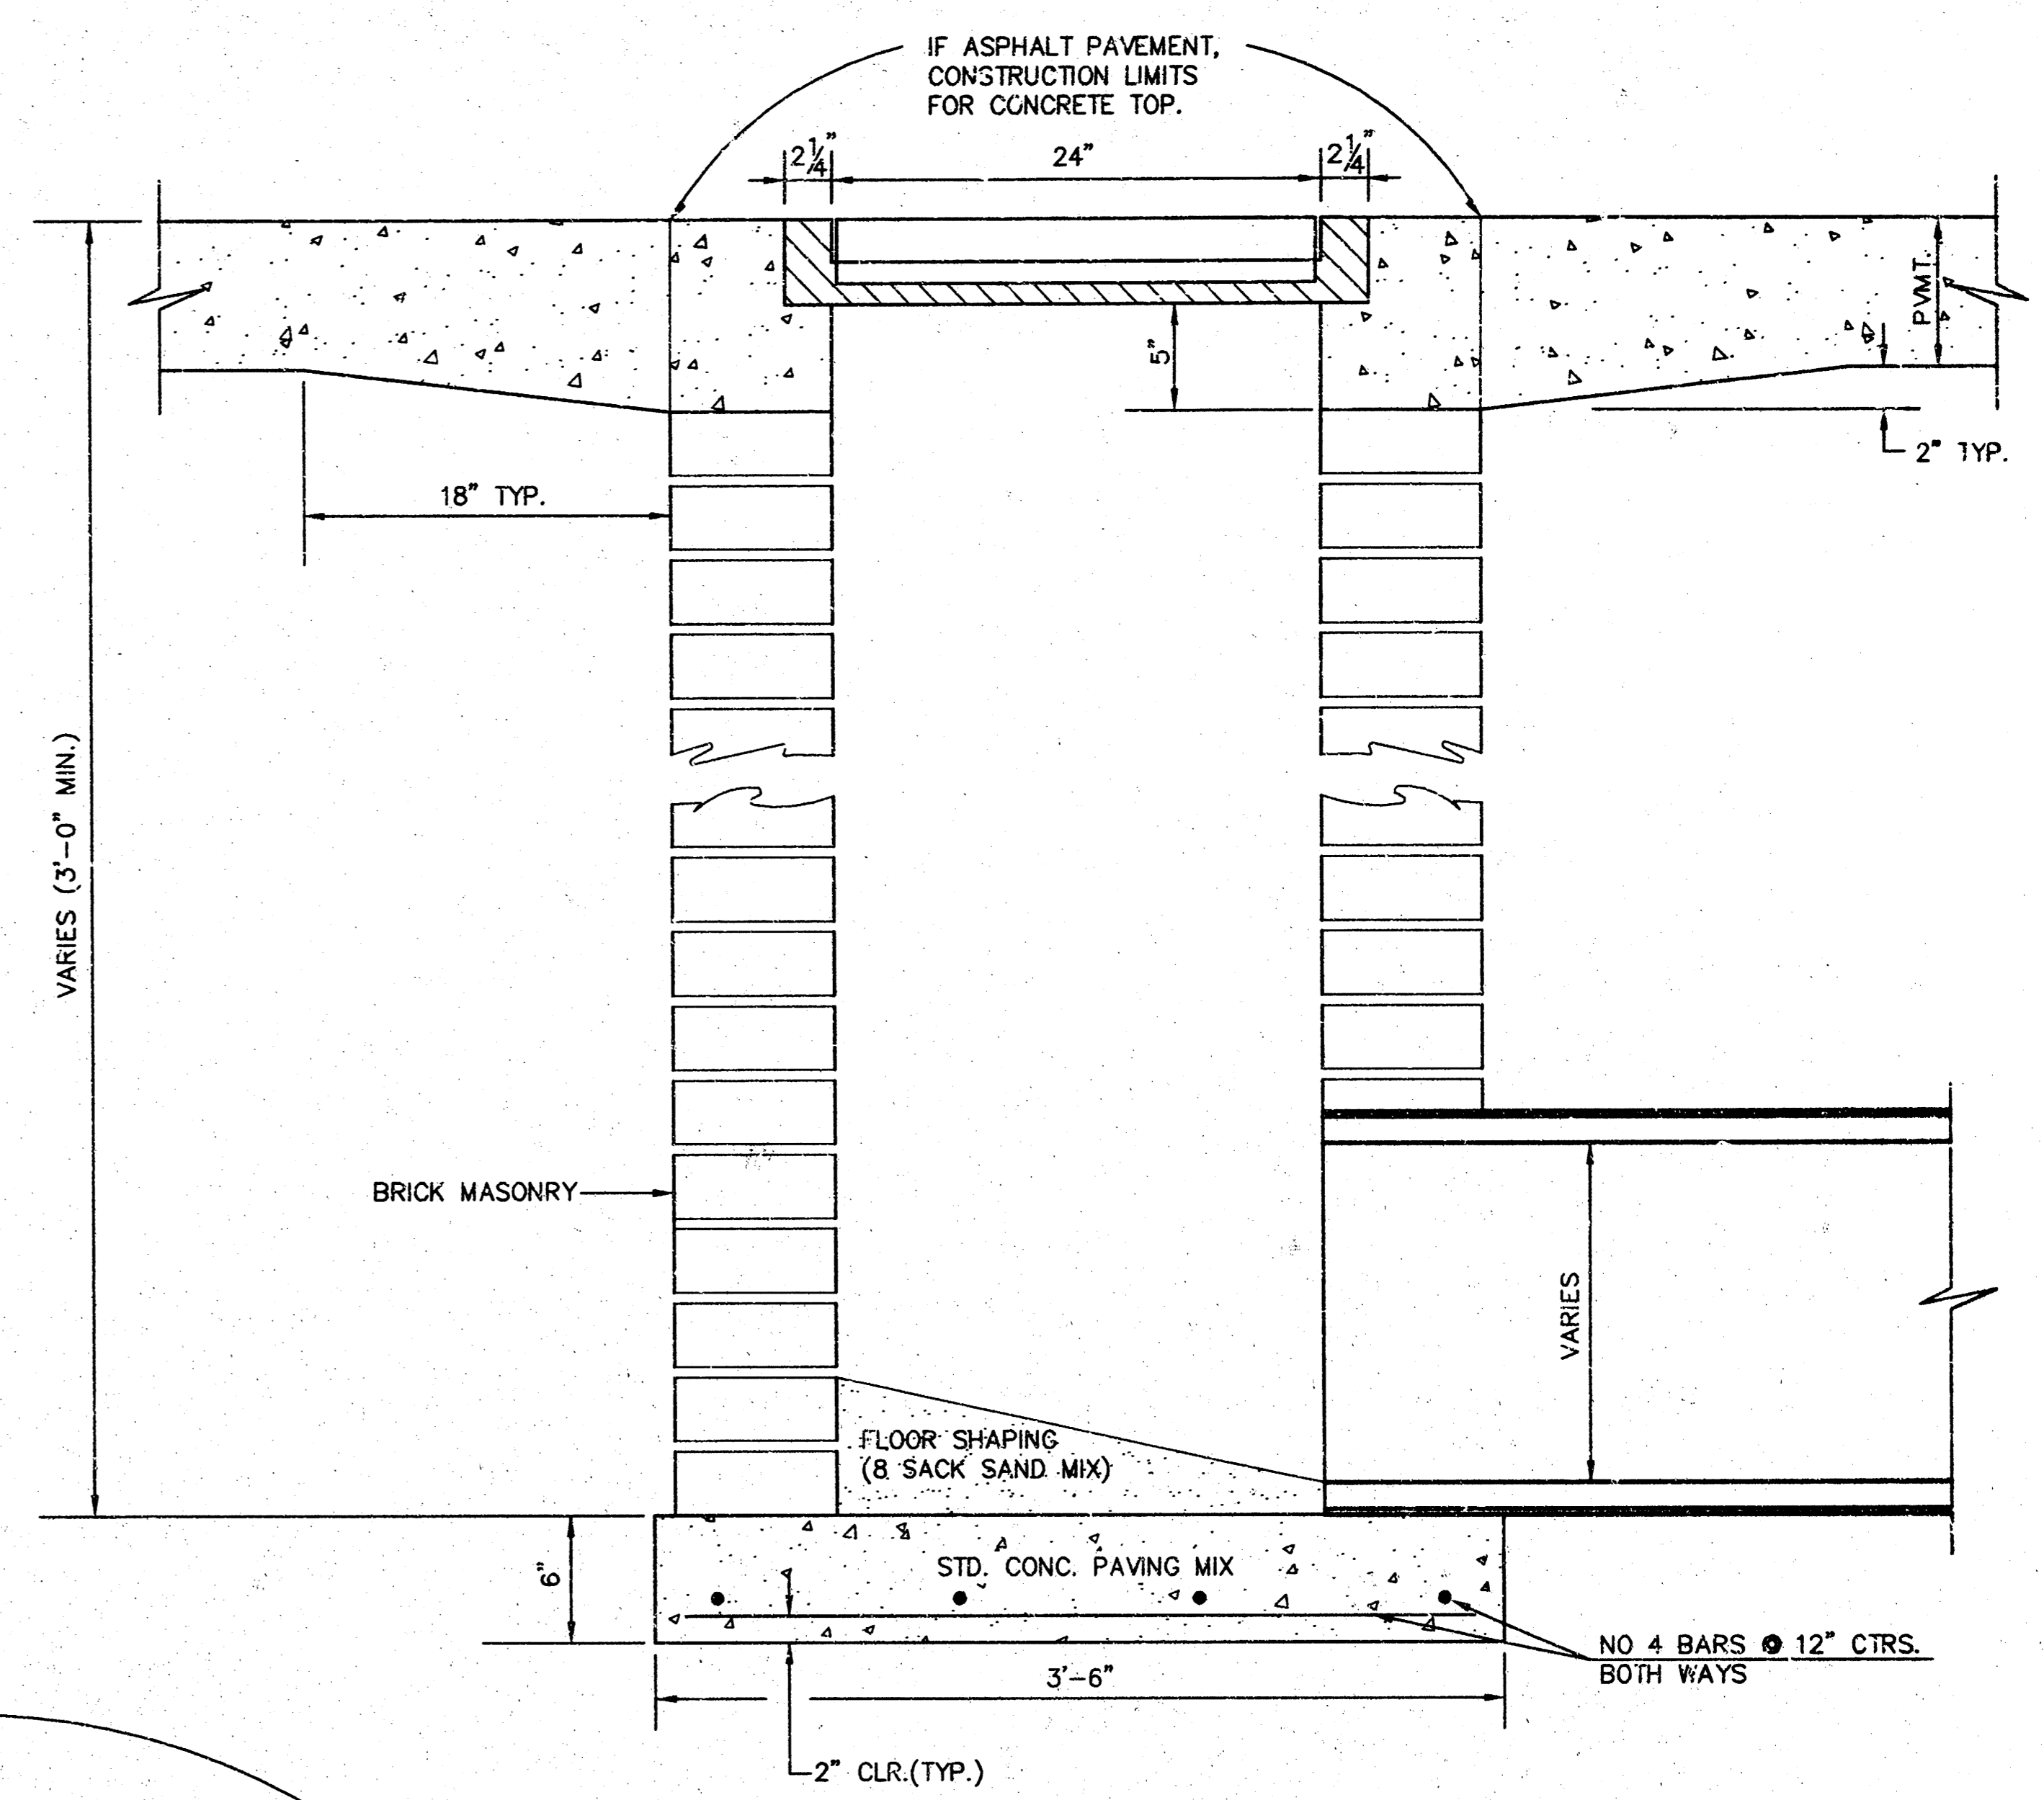 IF ASPHALT PAVEMENT,
CONSTRUCTION LIMITS
FOR CONCRETE TOP.
2¼"
24"
2¼"
PVMT.
5"
2" TYP.
18" TYP.
VARIES (3'-0" MIN.)
BRICK MASONRY
VARIES
FLOOR SHAPING
(8 SACK SAND MIX)
6"
STD. CONC. PAVING MIX
NO 4 BARS @ 12" CTRS.
BOTH WAYS
3'-6"
2" CLR.(TYP.)